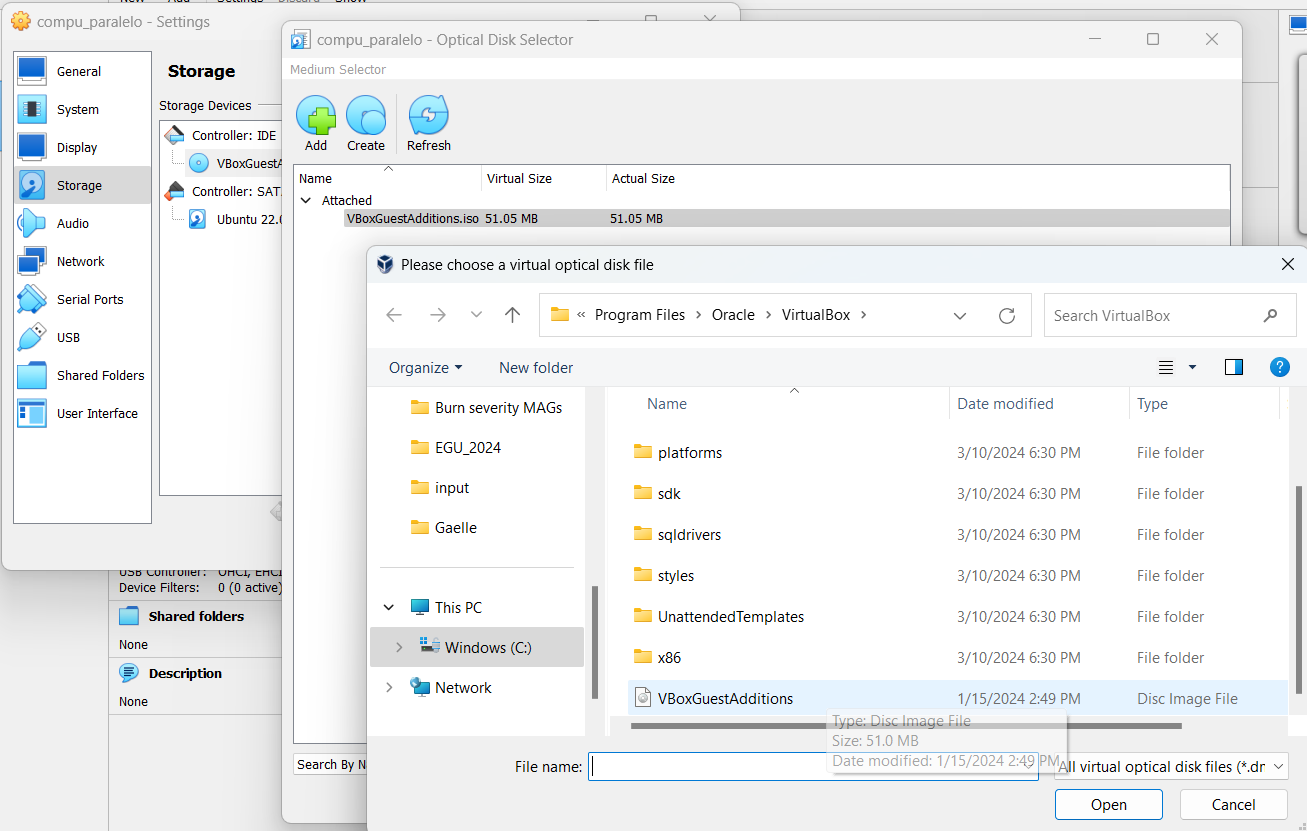 New Add Settings Discard Show
compu_paralelo - Settings
General
System
Display
Storage
Audio
Network
Serial Ports
USB
Shared Folders
User Interface
Storage
Storage Devices
Controller: IDE
VBoxGuestA
Controller: SAT
Ubuntu 22.0
USB Controller: OHCI, EHCI
Device Filters: 0 (0 active)
Shared folders
None
Description
None
compu_paralelo - Optical Disk Selector
Medium Selector
Add Create Refresh
Name Virtual Size Actual Size
Attached
VBoxGuestAdditions.iso 51.05 MB 51.05 MB
Search By N
Please choose a virtual optical disk file
« Program Files › Oracle › VirtualBox ›
Search VirtualBox
Organize New folder
?
Burn severity MAGs
EGU_2024
input
Gaelle
This PC
Windows (C:)
Network
Name Date modified Type
platforms 3/10/2024 6:30 PM File folder
sdk 3/10/2024 6:30 PM File folder
sqldrivers 3/10/2024 6:30 PM File folder
styles 3/10/2024 6:30 PM File folder
UnattendedTemplates 3/10/2024 6:30 PM File folder
x86 3/10/2024 6:30 PM File folder
VBoxGuestAdditions 1/15/2024 2:49 PM Disc Image File
Type: Disc Image File
Size: 51.0 MB
Date modified: 1/15/2024 2:49 PM
File name:
All virtual optical disk files (*.dr
Open Cancel